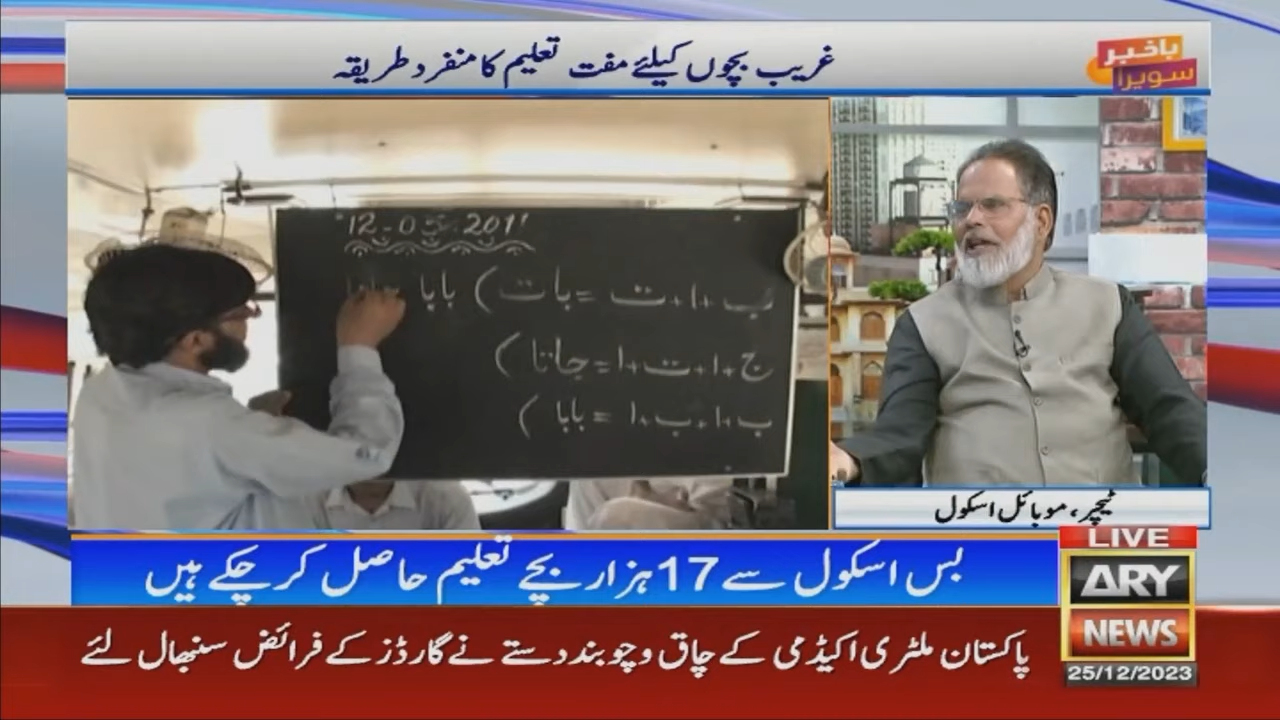 غریب بچوں کیلئے مفت تعلیم کا منفرد طریقہ
باخبر
سویرا
12-05-2011
ب+ا+ت=بات) بابا
ج+ا+ت+ا=جاتا)
ب+ا+ب+ا=بابا)
ٹیچر، موبائل اسکول
بس اسکول سے 17 ہزار بچے تعلیم حاصل کر چکے ہیں
LIVE
ARY
NEWS
25/12/2023
پاکستان ملٹری اکیڈمی کے چاق و چوبند دستے نے گارڈز کے فرائض سنبھال لئے